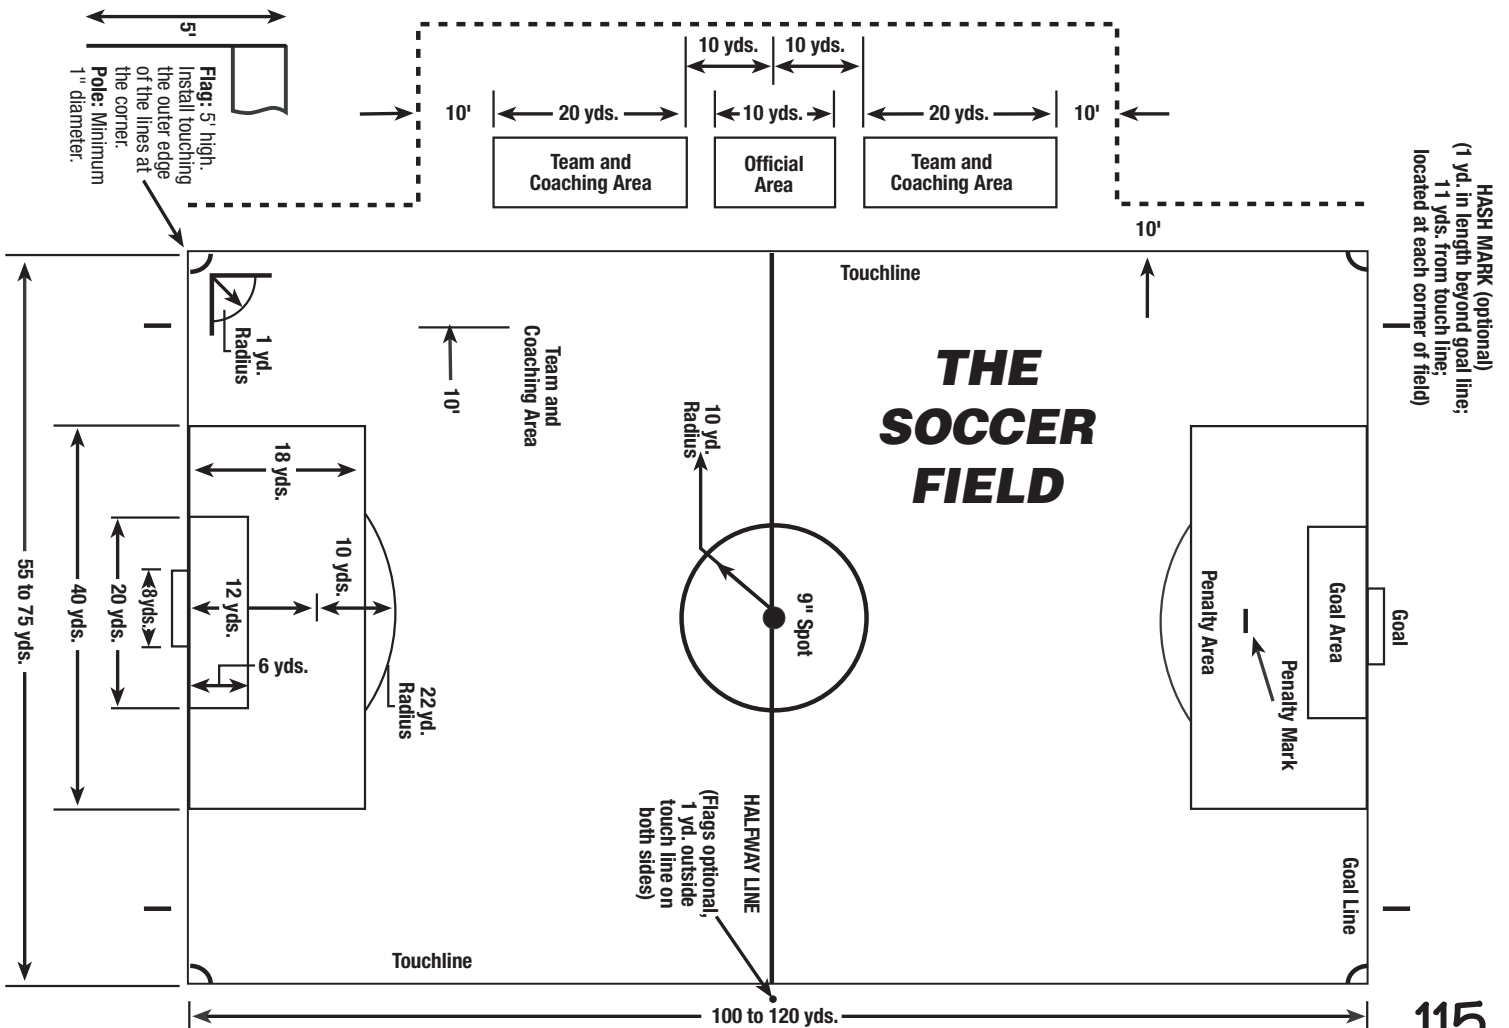 5'
Flag: 5' high.
Install touching
the outer edge
of the lines at
the corner.
Pole: Minimum
1" diameter.
10 yds.
10 yds.
10'
20 yds.
10 yds.
20 yds.
10'
Team and
Coaching Area
Official
Area
Team and
Coaching Area
HASH MARK (optional)
(1 yd. in length beyond goal line;
11 yds. from touch line;
located at each corner of field)
10'
Touchline
1 yd.
Radius
Team and
Coaching Area
10'
THE
SOCCER
FIELD
10 yd.
Radius
18 yds.
10 yds.
12 yds.
8yds.
20 yds.
40 yds.
55 to 75 yds.
6 yds.
22 yd.
Radius
9" Spot
Penalty Area
Goal Area
Goal
Penalty Mark
HALFWAY LINE
(Flags optional,
1 yd. outside
touch line on
both sides)
Goal Line
Touchline
100 to 120 yds.
115